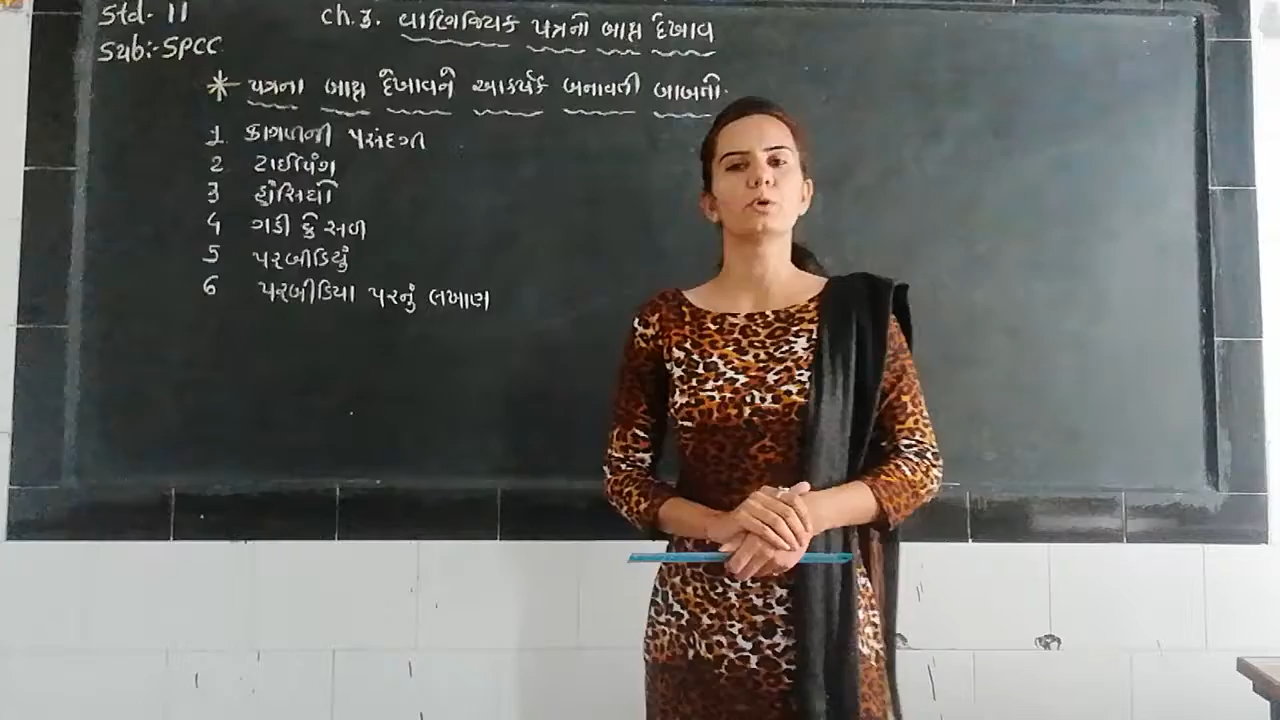 Std- 11
Sub:- SPCC
ch.3. વાણિજ્યિક પત્રનો બાહ્ય દેખાવ
* પત્રના બાહ્ય દેખાવને આકર્ષક બનાવતી બાબતો.
1 કાગળની પસંદગી
2 ટાઈપિંગ
3 હાંસિયો
4 ગડી કે સળ
5 પરબીડિયું
6 પરબીડિયા પરનું લખાણ